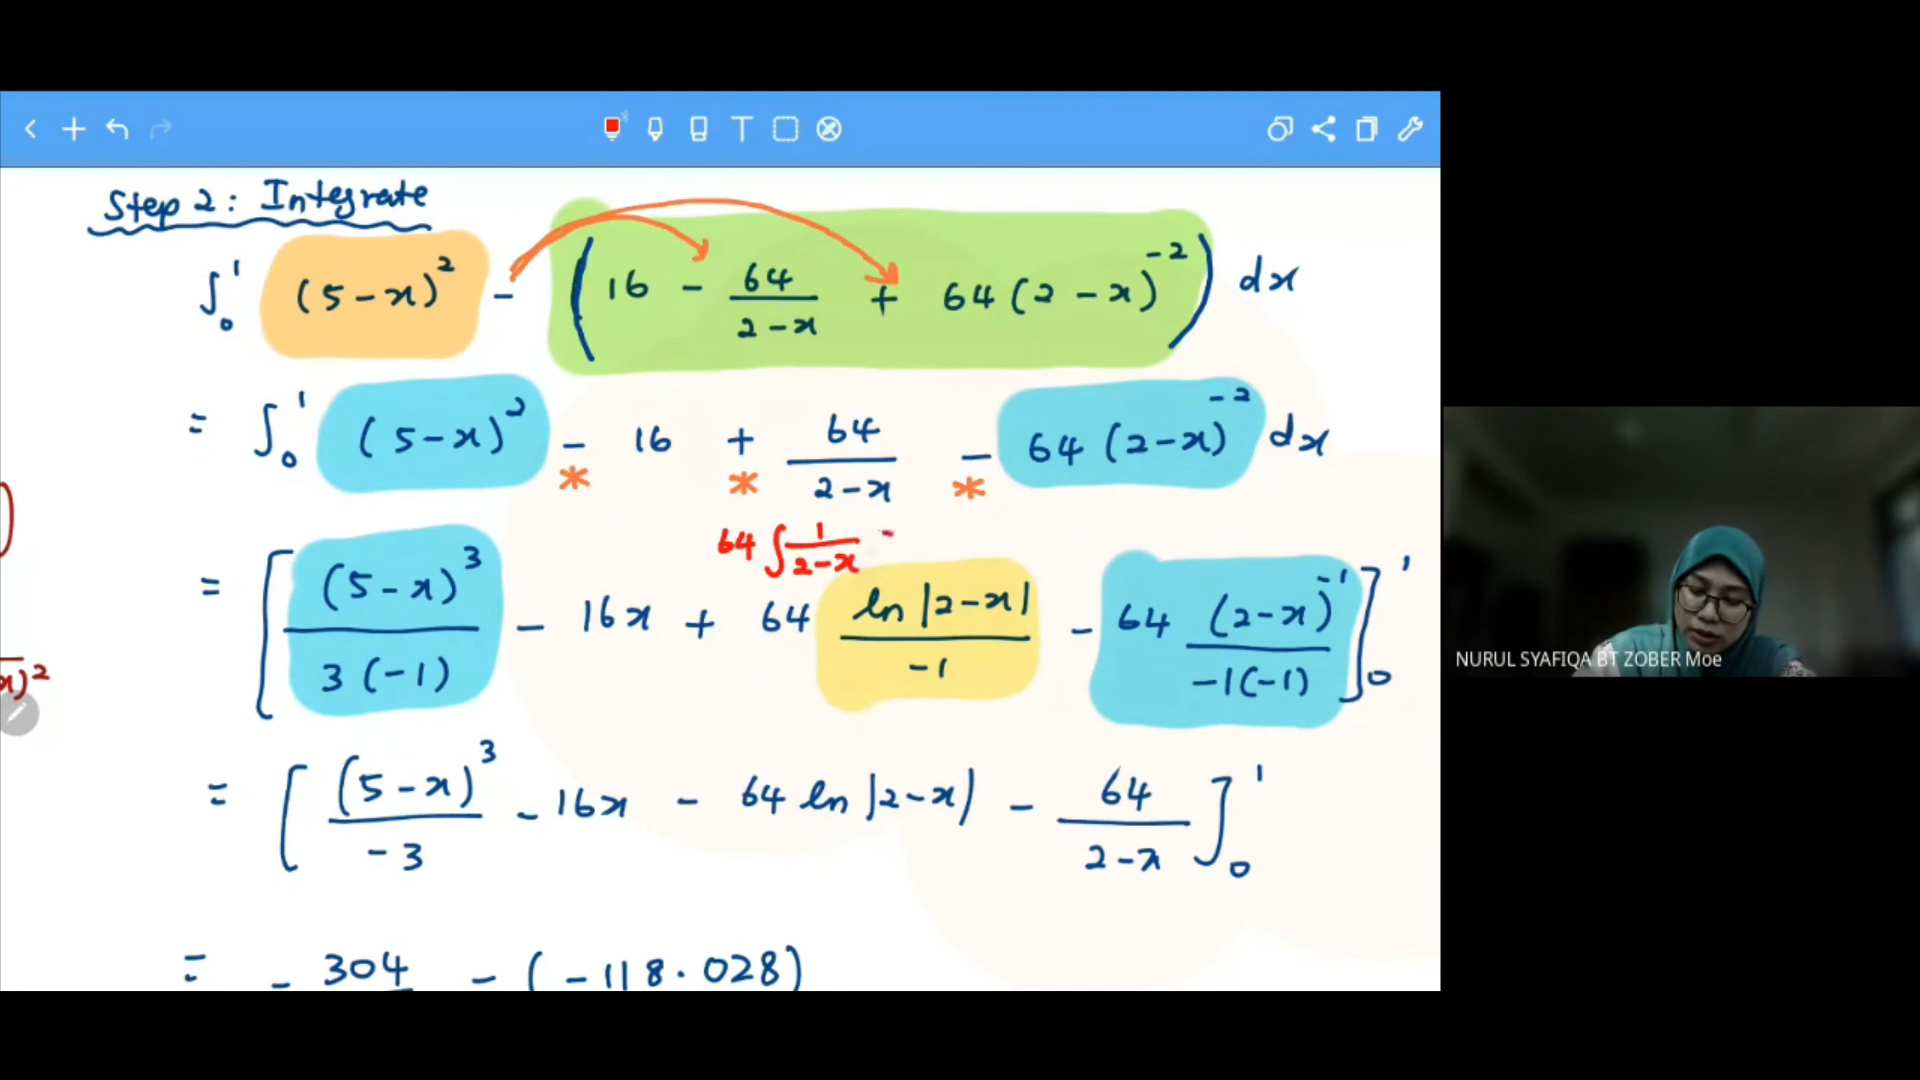 Step 2: Integrate
∫₀¹ (5-x)² - (16 - 64/(2-x) + 64(2-x)⁻²) dx
= ∫₀¹ (5-x)² - 16 + 64/(2-x) - 64(2-x)⁻² dx
* * *
64 ∫ 1/(2-x)
= [ (5-x)³/3(-1) - 16x + 64 ln|2-x|/-1 - 64 (2-x)⁻¹/-1(-1) ]₀¹
x)²
= [ (5-x)³/-3 - 16x - 64 ln|2-x| - 64/(2-x) ]₀¹
= - 304 - (-118.028)
NURUL SYAFIQA BT ZOBER Moe